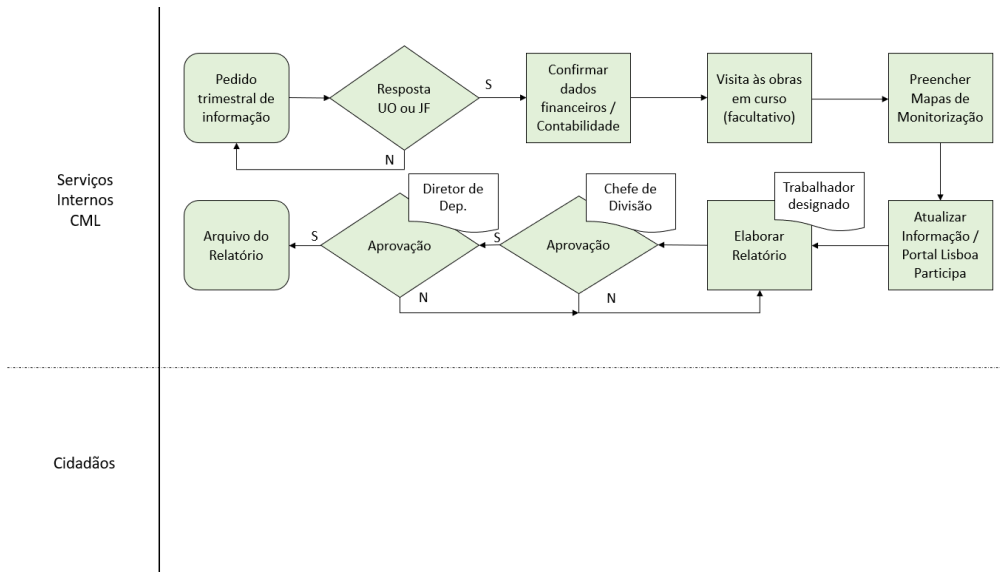 Serviços
Internos
CML
Pedido
trimestral de
informação
Resposta
UO ou JF
S
N
Confirmar
dados
financeiros /
Contabilidade
Visita às obras
em curso
(facultativo)
Preencher
Mapas de
Monitorização
Atualizar
Informação /
Portal Lisboa
Participa
Trabalhador
designado
Elaborar
Relatório
Chefe de
Divisão
Aprovação
S
N
Diretor de
Dep.
Aprovação
S
N
Arquivo do
Relatório
Cidadãos